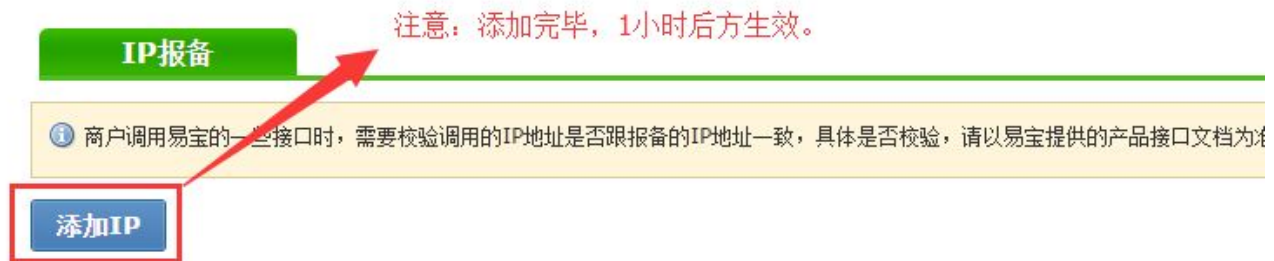 注意：添加完毕，1小时后方生效。
IP报备
商户调用易宝的一些接口时，需要校验调用的IP地址是否跟报备的IP地址一致，具体是否校验，请以易宝提供的产品接口文档为准
添加IP